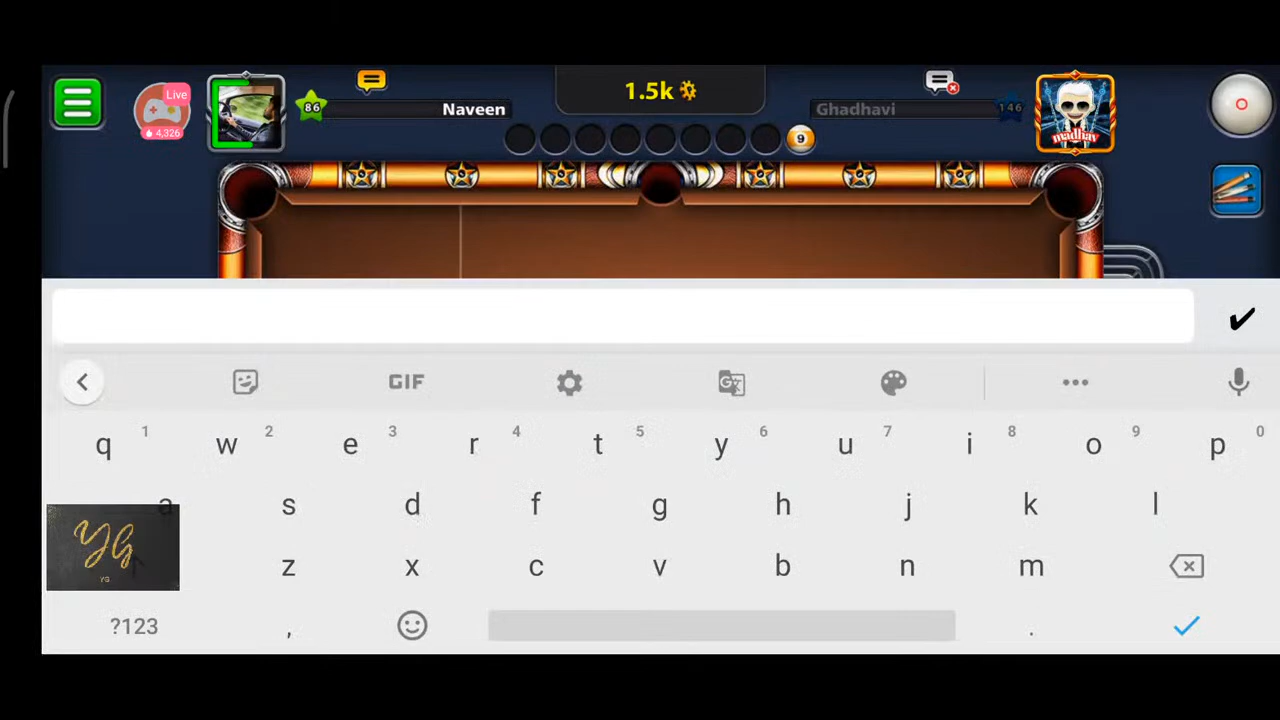 Live
4,326
86
Naveen
1.5k
Ghadhavi
146
madhav
9
GIF
q 1 w 2 e 3 r 4 t 5 y 6 u 7 i 8 o 9 p 0
a s d f g h j k l
YG
YG
z x c v b n m
?123 , .